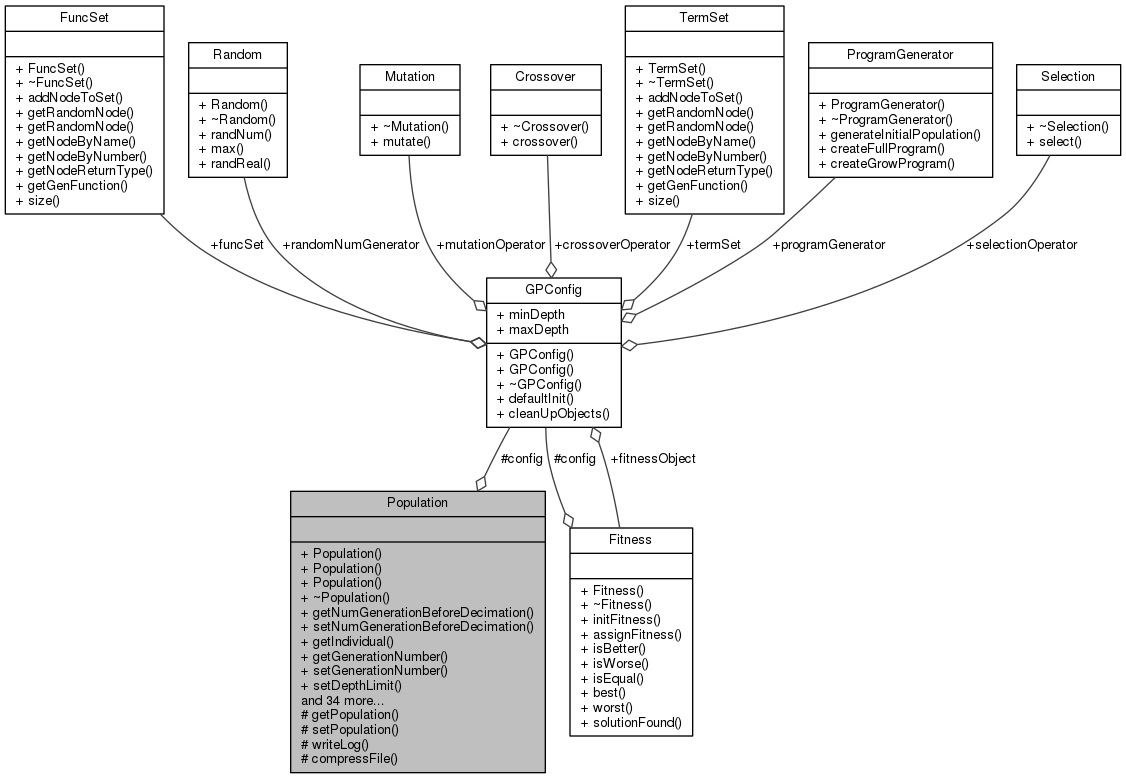 FuncSet
+ FuncSet()
+ ~FuncSet()
+ addNodeToSet()
+ getRandomNode()
+ getRandomNode()
+ getNodeByName()
+ getNodeByNumber()
+ getNodeReturnType()
+ getGenFunction()
+ size()
Random
+ Random()
+ ~Random()
+ randNum()
+ max()
+ randReal()
Mutation
+ ~Mutation()
+ mutate()
Crossover
+ ~Crossover()
+ crossover()
TermSet
+ TermSet()
+ ~TermSet()
+ addNodeToSet()
+ getRandomNode()
+ getRandomNode()
+ getNodeByName()
+ getNodeByNumber()
+ getNodeReturnType()
+ getGenFunction()
+ size()
ProgramGenerator
+ ProgramGenerator()
+ ~ProgramGenerator()
+ generateInitialPopulation()
+ createFullProgram()
+ createGrowProgram()
Selection
+ ~Selection()
+ select()
+funcSet
+randomNumGenerator
+mutationOperator
+crossoverOperator
+termSet
+programGenerator
+selectionOperator
GPConfig
+ minDepth
+ maxDepth
+ GPConfig()
+ GPConfig()
+ ~GPConfig()
+ defaultInit()
+ cleanUpObjects()
#config
#config
+fitnessObject
Population
+ Population()
+ Population()
+ Population()
+ ~Population()
+ getNumGenerationBeforeDecimation()
+ setNumGenerationBeforeDecimation()
+ getIndividual()
+ getGenerationNumber()
+ setGenerationNumber()
+ setDepthLimit()
and 34 more...
# getPopulation()
# setPopulation()
# writeLog()
# compressFile()
Fitness
+ Fitness()
+ ~Fitness()
+ initFitness()
+ assignFitness()
+ isBetter()
+ isWorse()
+ isEqual()
+ best()
+ worst()
+ solutionFound()